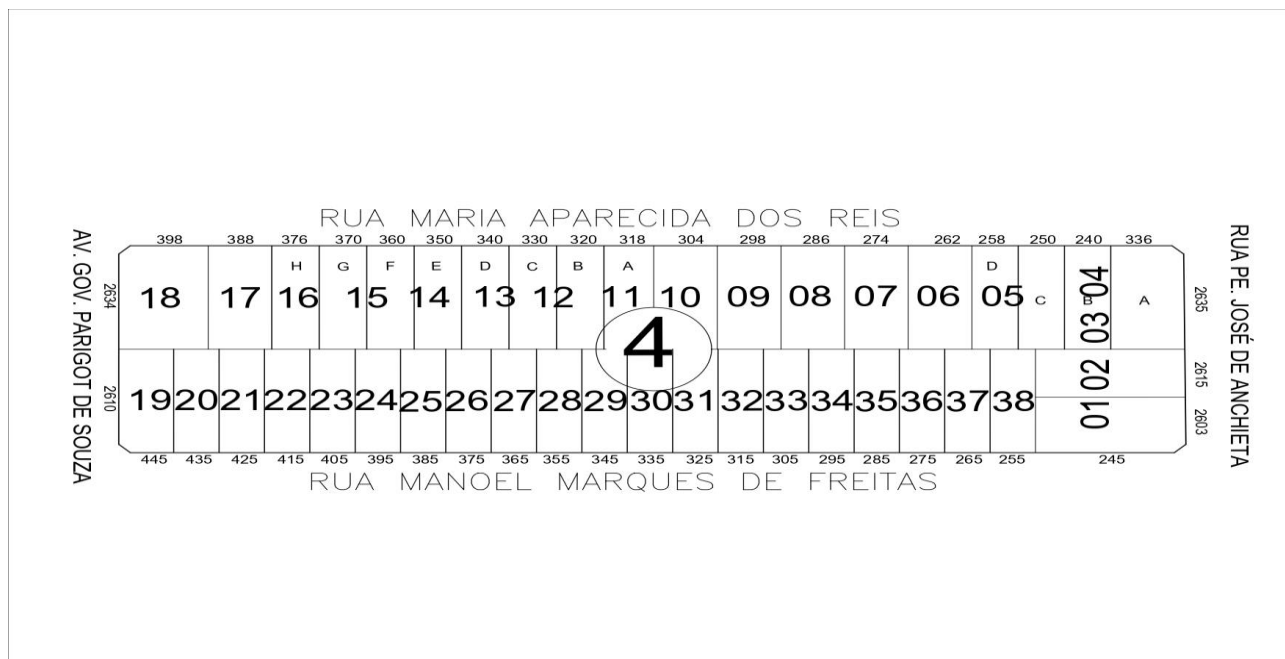 RUA MARIA APARECIDA DOS REIS
398 388 376 370 360 350 340 330 320 318 304 298 286 274 262 258 250 240 336
H G F E D C B A D C B A
18 17 16 15 14 13 12 11 10 09 08 07 06 05 03 04
2634 2635
AV. GOV. PARIGOT DE SOUZA
4
RUA PE. JOSÉ DE ANCHIETA
2610 2615 2603
19 20 21 22 23 24 25 26 27 28 29 30 31 32 33 34 35 36 37 38 01 02
445 435 425 415 405 395 385 375 365 355 345 335 325 315 305 295 285 275 265 255 245
RUA MANOEL MARQUES DE FREITAS